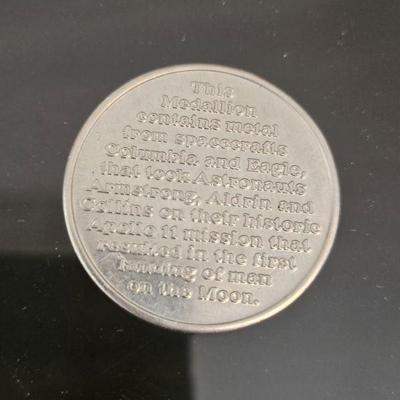 This
Medallion
contains metal
from spacecrafts
Columbia and Eagle,
that took Astronauts
Armstrong, Aldrin and
Collins on their historic
Apollo 11 mission that
resulted in the first
landing of man
on the Moon.